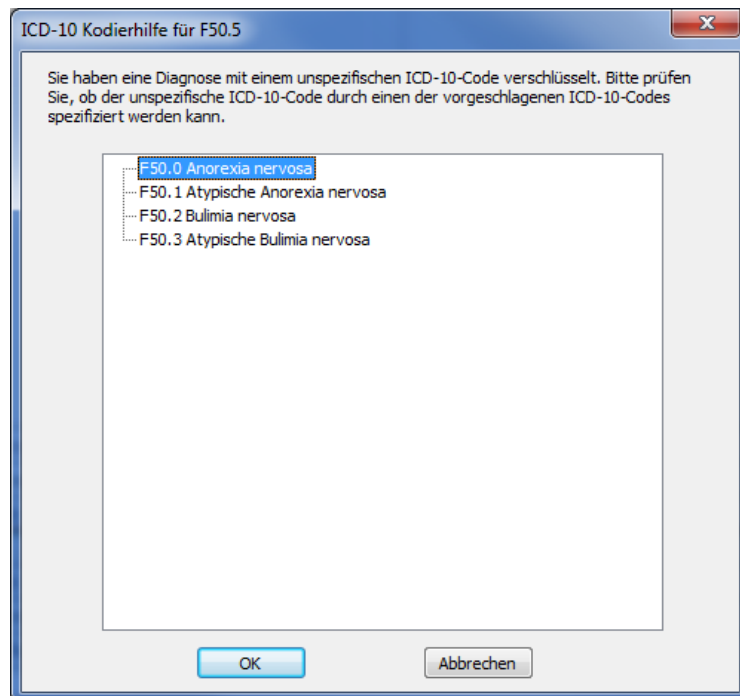 ICD-10 Kodierhilfe für F50.5
Sie haben eine Diagnose mit einem unspezifischen ICD-10-Code verschlüsselt. Bitte prüfen
Sie, ob der unspezifische ICD-10-Code durch einen der vorgeschlagenen ICD-10-Codes
spezifiziert werden kann.
F50.0 Anorexia nervosa
F50.1 Atypische Anorexia nervosa
F50.2 Bulimia nervosa
F50.3 Atypische Bulimia nervosa
OK Abbrechen